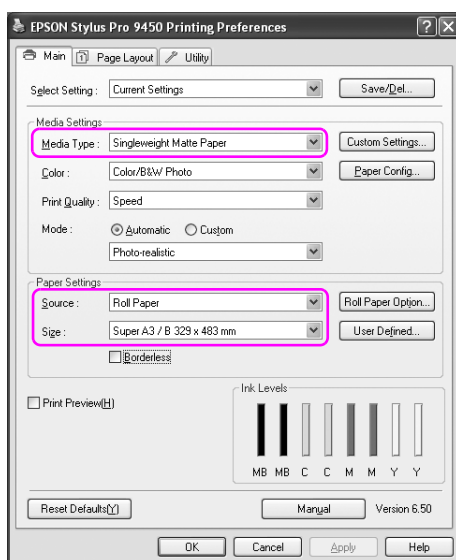 EPSON Stylus Pro 9450 Printing Preferences
Main Page Layout Utility
Select Setting : Current Settings Save/Del...
Media Settings
Media Type : Singleweight Matte Paper Custom Settings...
Color : Color/B&W Photo Paper Config...
Print Quality : Speed
Mode : Automatic Custom
Photo-realistic
Paper Settings
Source : Roll Paper Roll Paper Option...
Size : Super A3 / B 329 x 483 mm User Defined...
Borderless
Ink Levels
Print Preview(H)
MB MB C C M M Y Y
Reset Defaults(Y) Manual Version 6.50
OK Cancel Apply Help